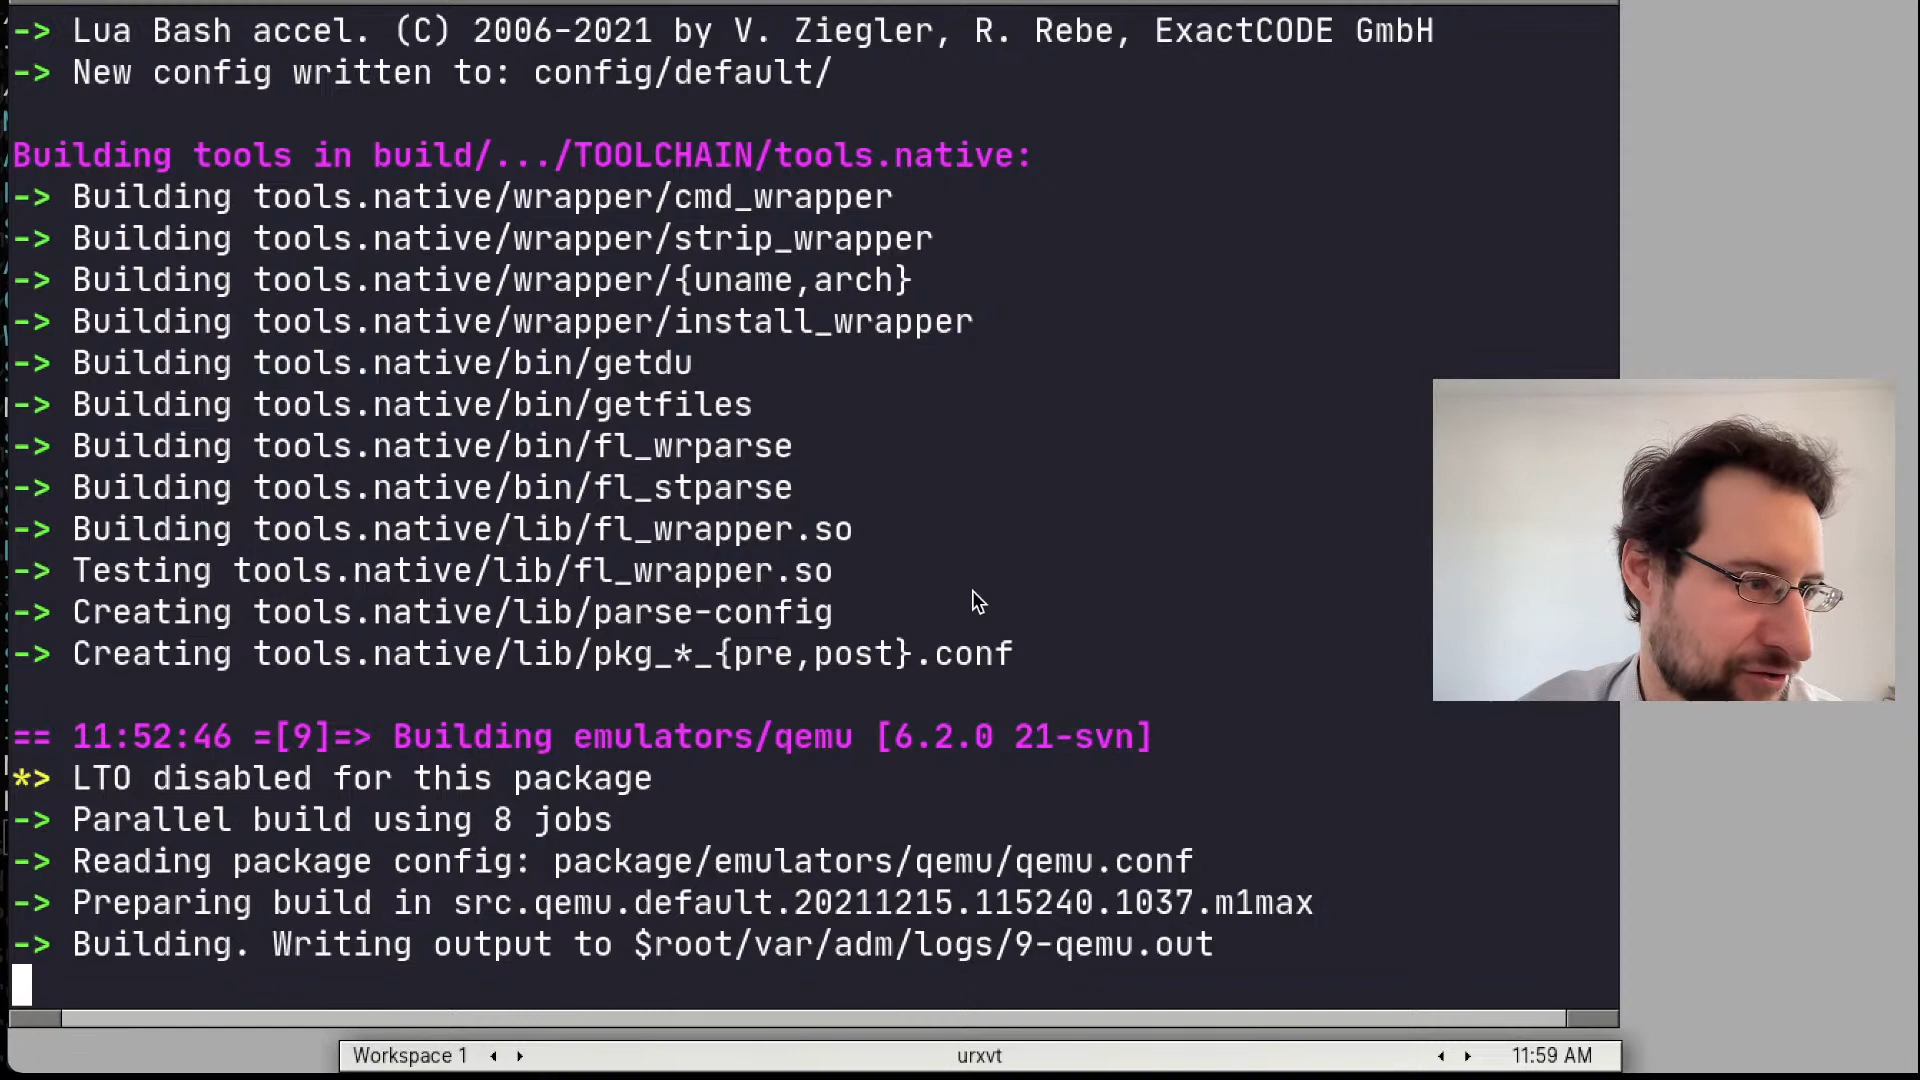 -> Lua Bash accel. (C) 2006-2021 by V. Ziegler, R. Rebe, ExactCODE GmbH
-> New config written to: config/default/
Building tools in build/.../TOOLCHAIN/tools.native:
-> Building tools.native/wrapper/cmd_wrapper
-> Building tools.native/wrapper/strip_wrapper
-> Building tools.native/wrapper/{uname,arch}
-> Building tools.native/wrapper/install_wrapper
-> Building tools.native/bin/getdu
-> Building tools.native/bin/getfiles
-> Building tools.native/bin/fl_wrparse
-> Building tools.native/bin/fl_stparse
-> Building tools.native/lib/fl_wrapper.so
-> Testing tools.native/lib/fl_wrapper.so
-> Creating tools.native/lib/parse-config
-> Creating tools.native/lib/pkg_*_{pre,post}.conf
== 11:52:46 =[9]=> Building emulators/qemu [6.2.0 21-svn]
*> LTO disabled for this package
-> Parallel build using 8 jobs
-> Reading package config: package/emulators/qemu/qemu.conf
-> Preparing build in src.qemu.default.20211215.115240.1037.m1max
-> Building. Writing output to $root/var/adm/logs/9-qemu.out
Workspace 1 urxvt 11:59 AM